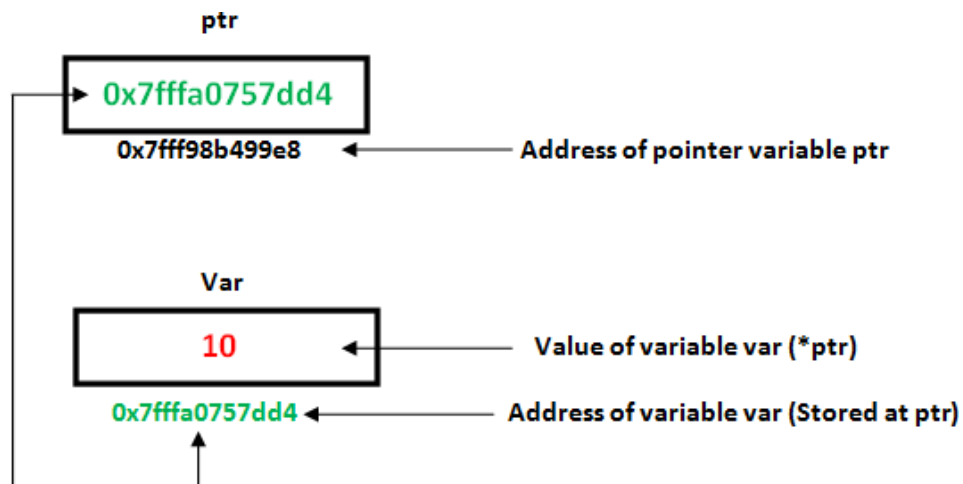 ptr
0x7fffa0757dd4
0x7fff98b499e8
Address of pointer variable ptr
Var
10
Value of variable var (*ptr)
0x7fffa0757dd4
Address of variable var (Stored at ptr)